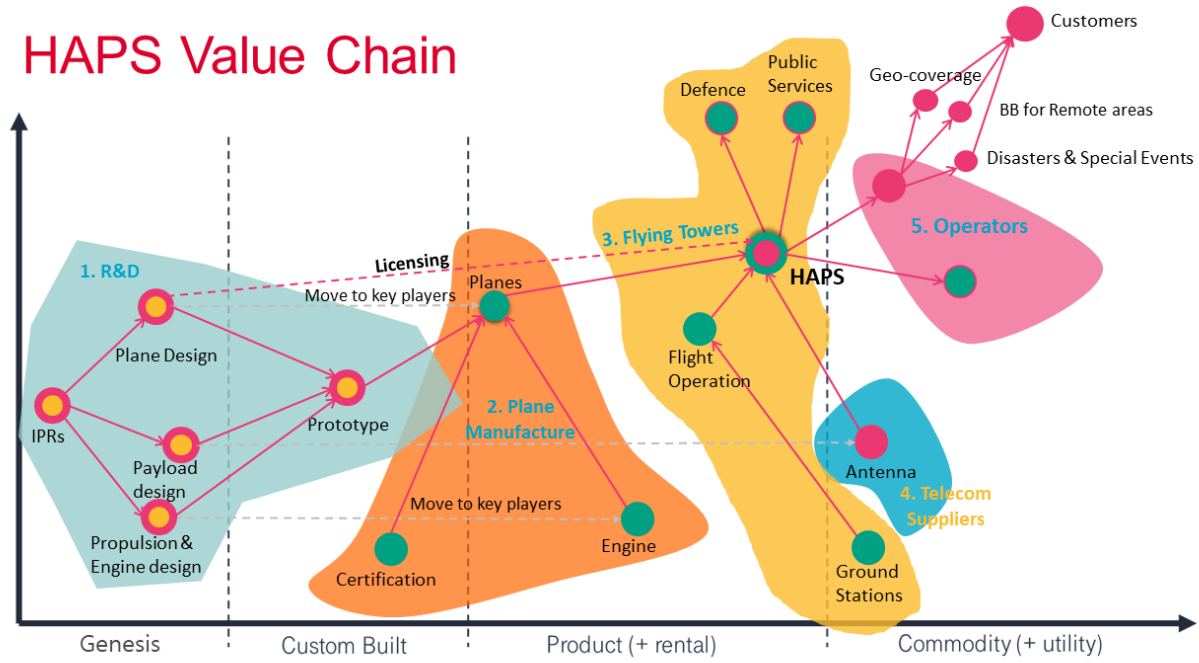 HAPS Value Chain
Customers
Geo-coverage
Public
Services
Defence
BB for Remote areas
Disasters & Special Events
5. Operators
3. Flying Towers
Licensing
1. R&D
HAPS
Planes
Move to key players
Plane Design
Flight
Operation
2. Plane
Manufacture
Prototype
IPRs
Payload
design
Antenna
4. Telecom
Suppliers
Move to key players
Propulsion &
Engine design
Engine
Certification
Ground
Stations
Genesis
Custom Built
Product (+ rental)
Commodity (+ utility)